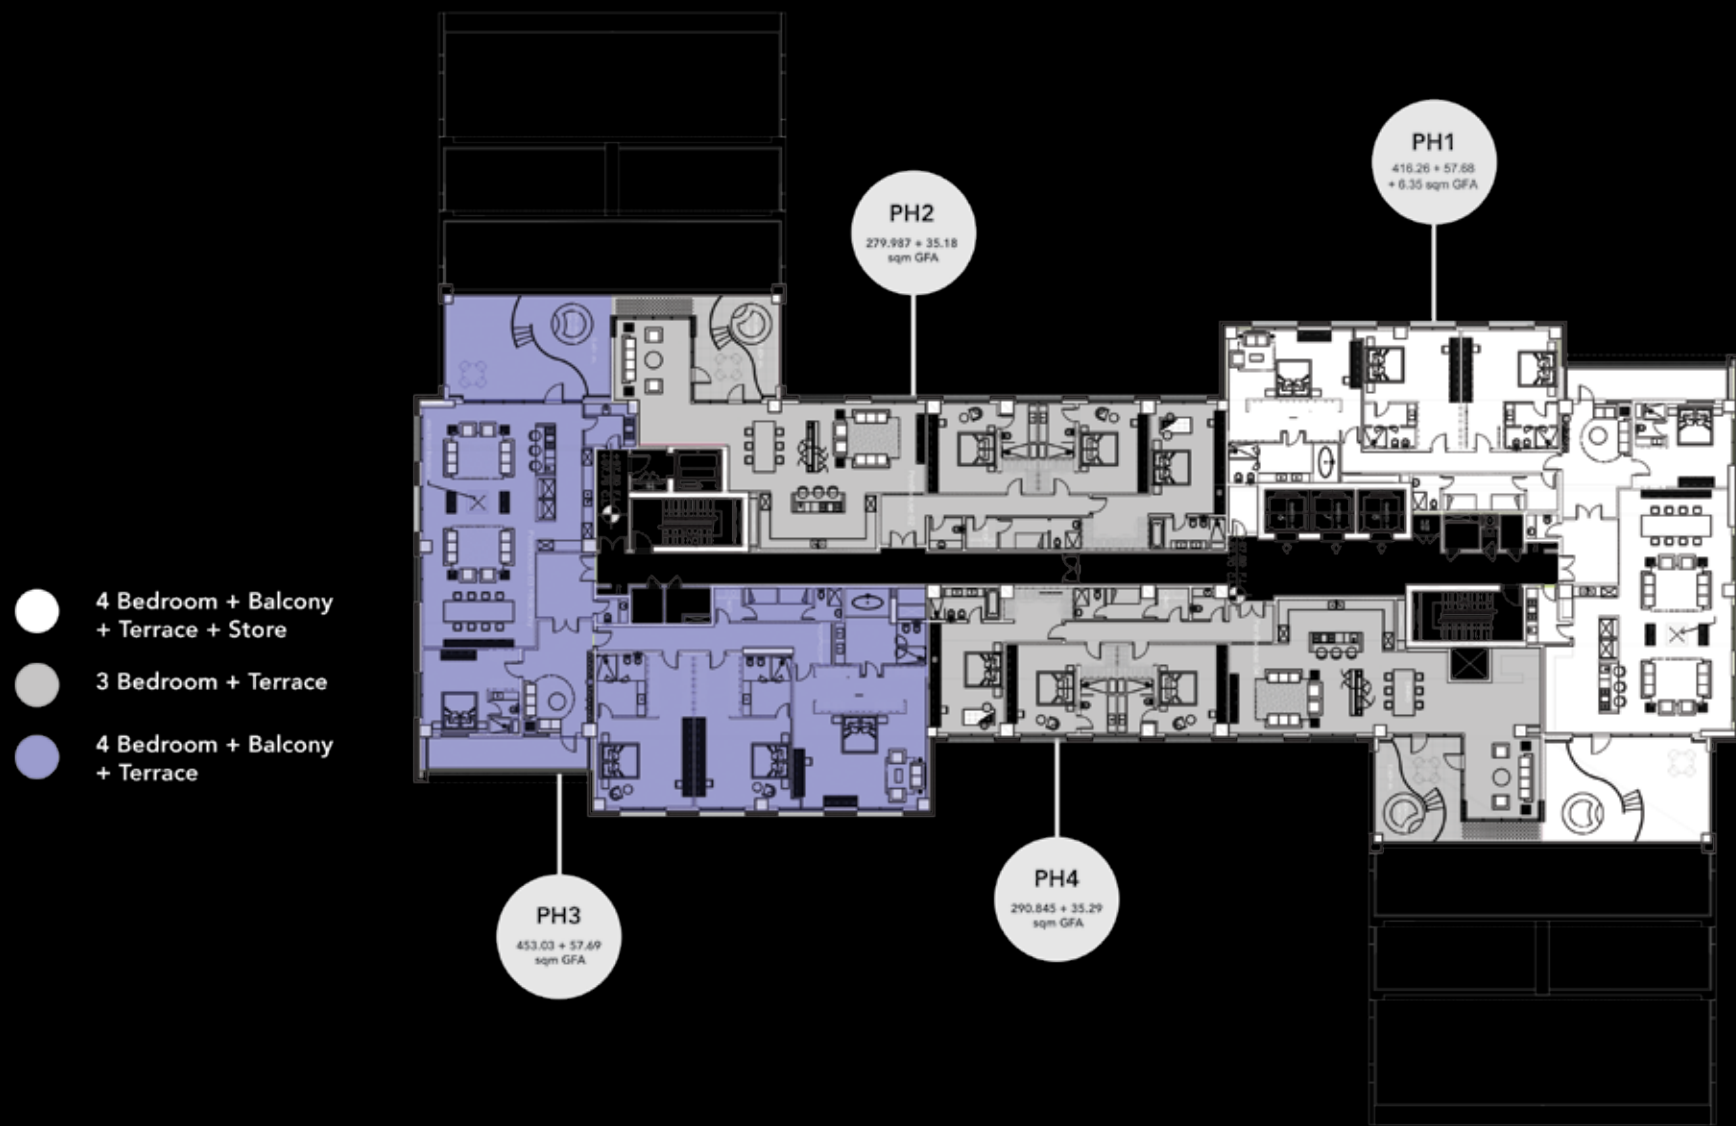 PH1
416.26 + 57.68
+ 6.35 sqm GFA
PH2
279.987 + 35.18
sqm GFA
4 Bedroom + Balcony
+ Terrace + Store
3 Bedroom + Terrace
4 Bedroom + Balcony
+ Terrace
PH4
290.845 + 35.29
sqm GFA
PH3
453.03 + 57.69
sqm GFA